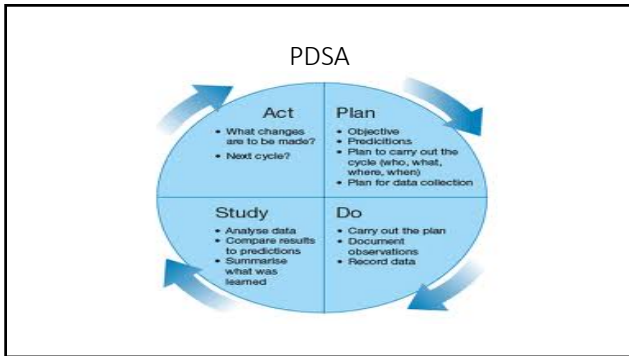 PDSA
Act
• What changes
are to be made?
• Next cycle?
Plan
• Objective
• Predicitions
• Plan to carry out the
cycle (who, what,
where, when)
• Plan for data collection
Study
• Analyse data
• Compare results
to predictions
• Summarise
what was
learned
Do
• Carry out the plan
• Document
observations
• Record data